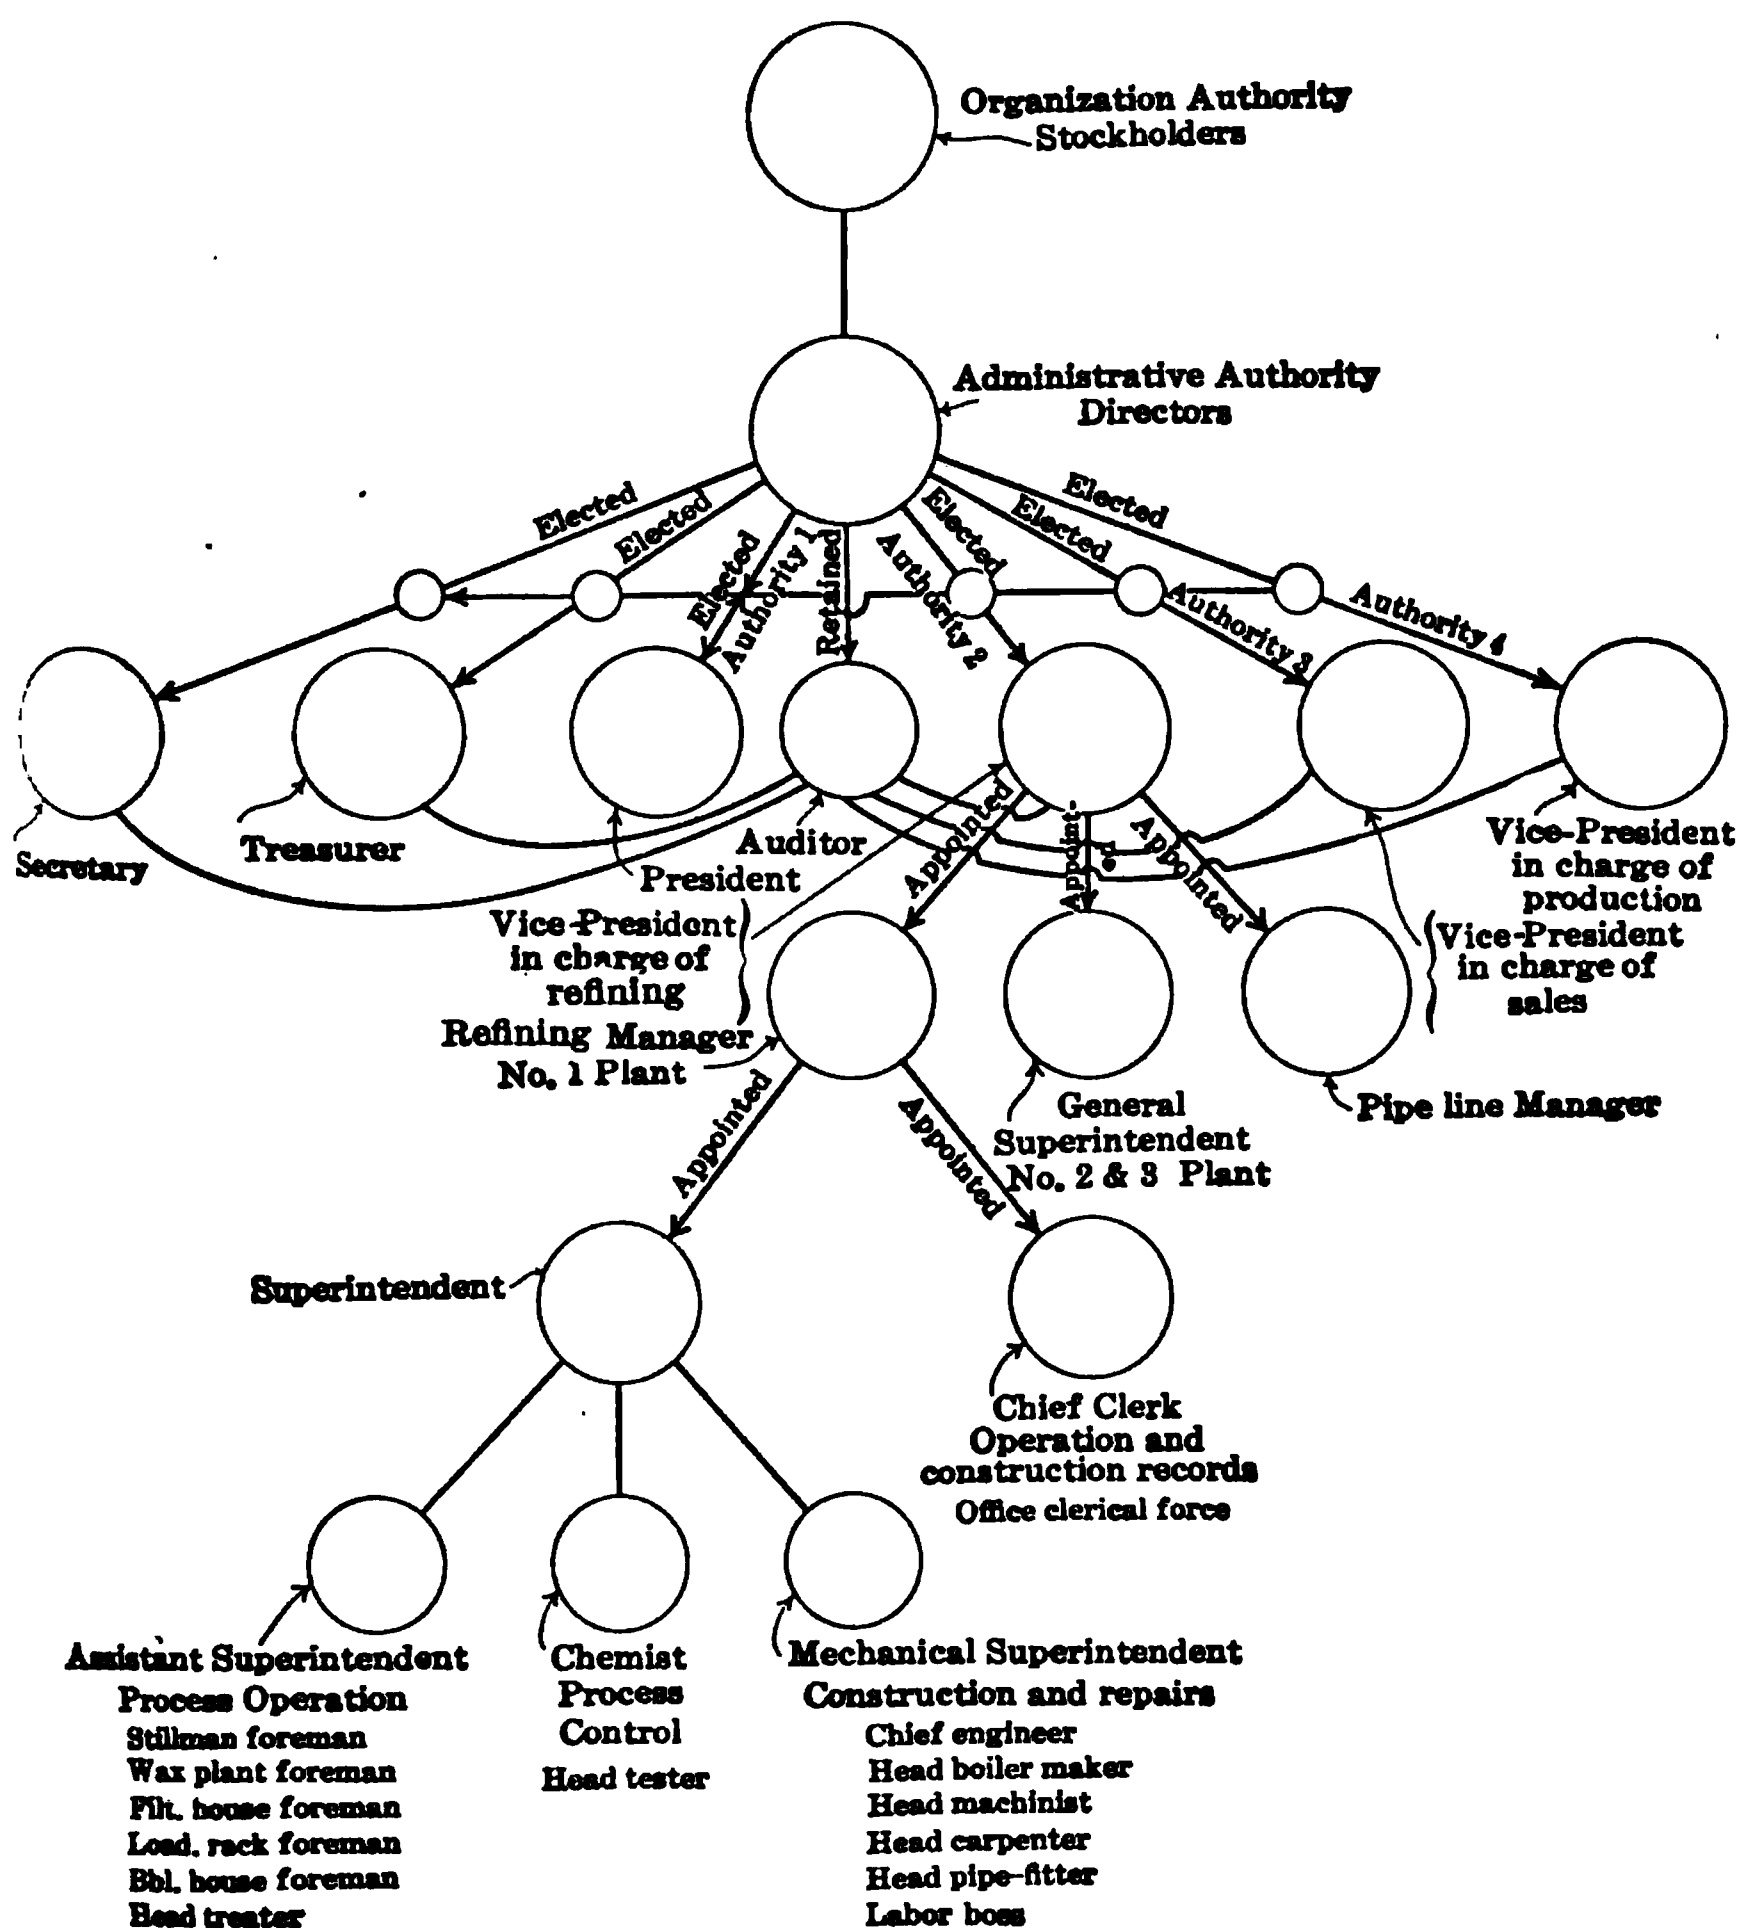 Organization Authority
Stockholders
Administrative Authority
Directors
Elected
Elected
Elected
Authority 1
Retained
Elected
Authority 2
Elected
Authority 3
Elected
Authority 4
Secretary
Treasurer
President
Auditor
Vice-President
in charge of
refining
Vice-President
in charge of
production
Vice-President
in charge of
sales
Appointed
Appoint-
ed
Appointed
Refining Manager
No. 1 Plant
General
Superintendent
No. 2 & 3 Plant
Pipe line Manager
Appointed
Appointed
Superintendent
Chief Clerk
Operation and
construction records
Office clerical force
Assistant Superintendent
Process Operation
Stillman foreman
Wax plant foreman
Filt. house foreman
Load. rack foreman
Bbl. house foreman
Head treater
Chemist
Process
Control
Head tester
Mechanical Superintendent
Construction and repairs
Chief engineer
Head boiler maker
Head machinist
Head carpenter
Head pipe-fitter
Labor boss